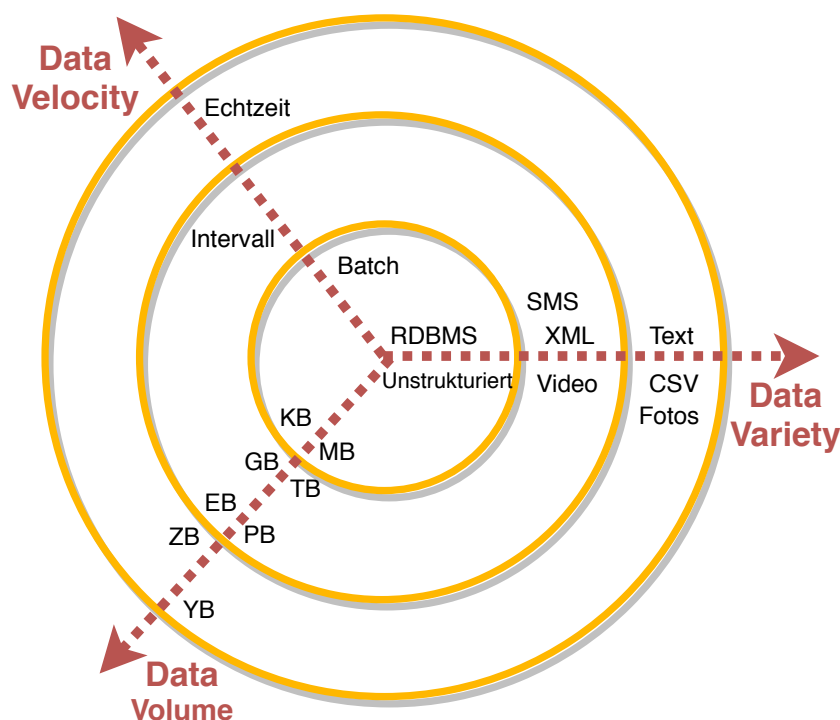 Data
Velocity
Echtzeit
Intervall
Batch
SMS
RDBMS
XML
Text
Unstrukturiert
Video
CSV
Fotos
Data
Variety
KB
MB
GB
TB
EB
PB
ZB
YB
Data
Volume